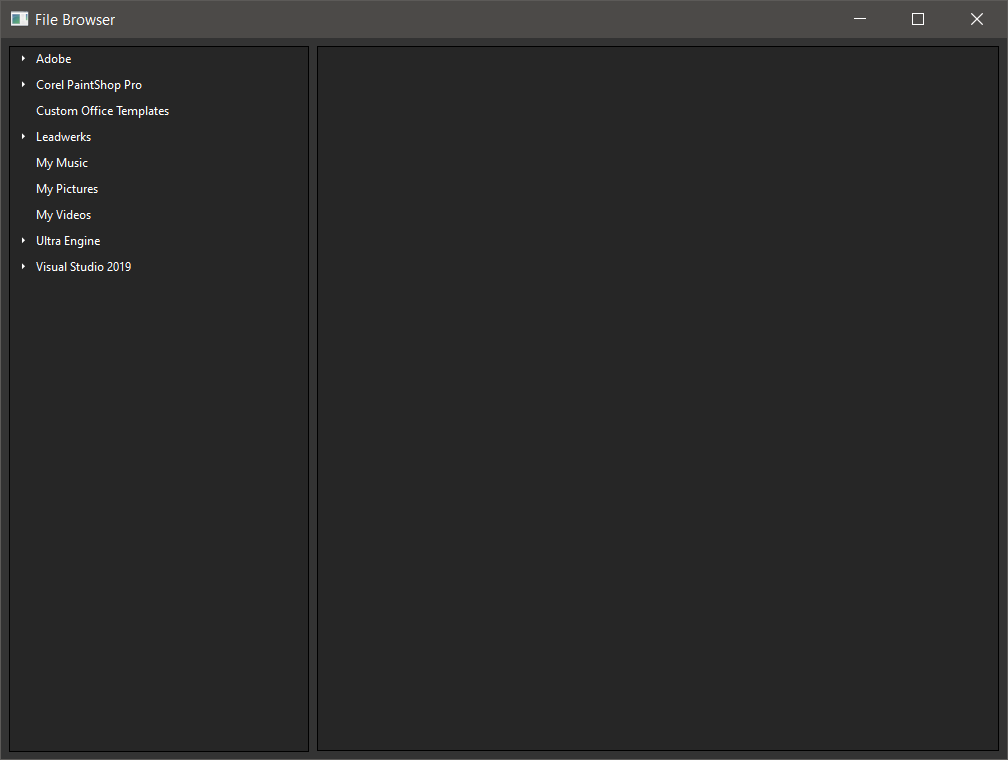 File Browser
Adobe
Corel PaintShop Pro
Custom Office Templates
Leadwerks
My Music
My Pictures
My Videos
Ultra Engine
Visual Studio 2019